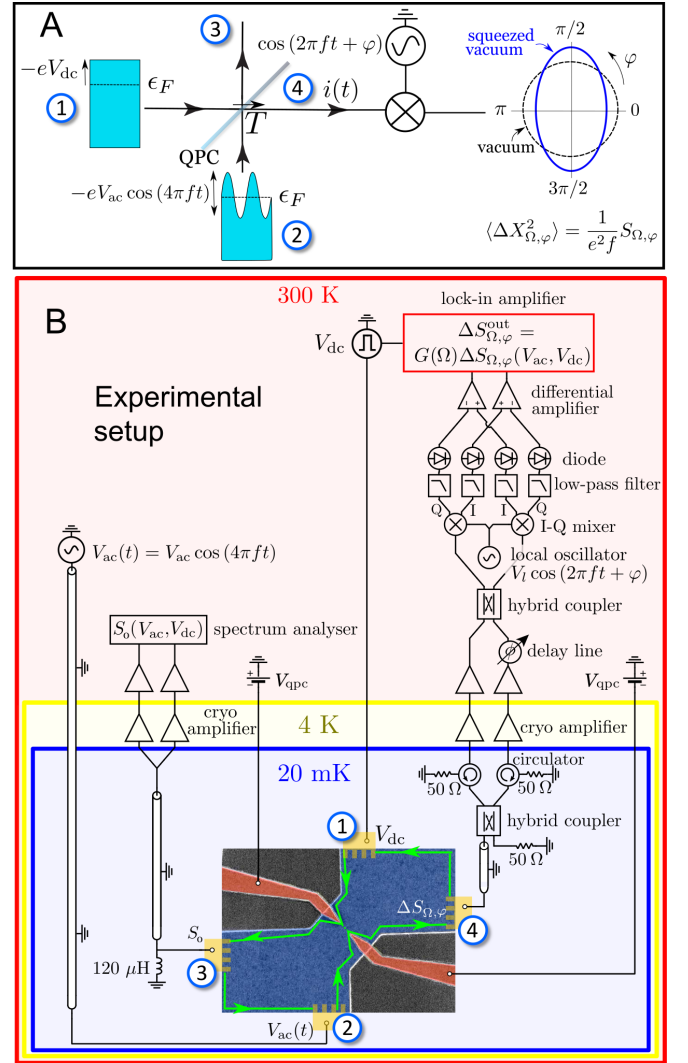 A
3
cos (2πft + φ)
−eV_dc
ϵ_F
1
4
i(t)
T
QPC
−eV_ac cos (4πft)
ϵ_F
2
squeezed
vacuum
π/2
φ
π
0
vacuum
3π/2
⟨ΔX²_Ω,φ⟩ = 1/(e²f) S_Ω,φ
B
300 K
lock-in amplifier
V_dc
ΔS^out_Ω,φ =
G(Ω)ΔS_Ω,φ(V_ac, V_dc)
Experimental
setup
differential
amplifier
- + + -
diode
low-pass filter
Q I I Q
I-Q mixer
V_ac(t) = V_ac cos (4πft)
local oscillator
V_l cos (2πft + φ)
hybrid coupler
S_o(V_ac,V_dc)
spectrum analyser
ϕ
delay line
+
−
V_qpc
V_qpc
+
−
cryo
amplifier
4 K
cryo amplifier
20 mK
circulator
50 Ω
50 Ω
hybrid coupler
50 Ω
1
V_dc
ΔS_Ω,φ
4
S_o
3
120 μH
V_ac(t)
2